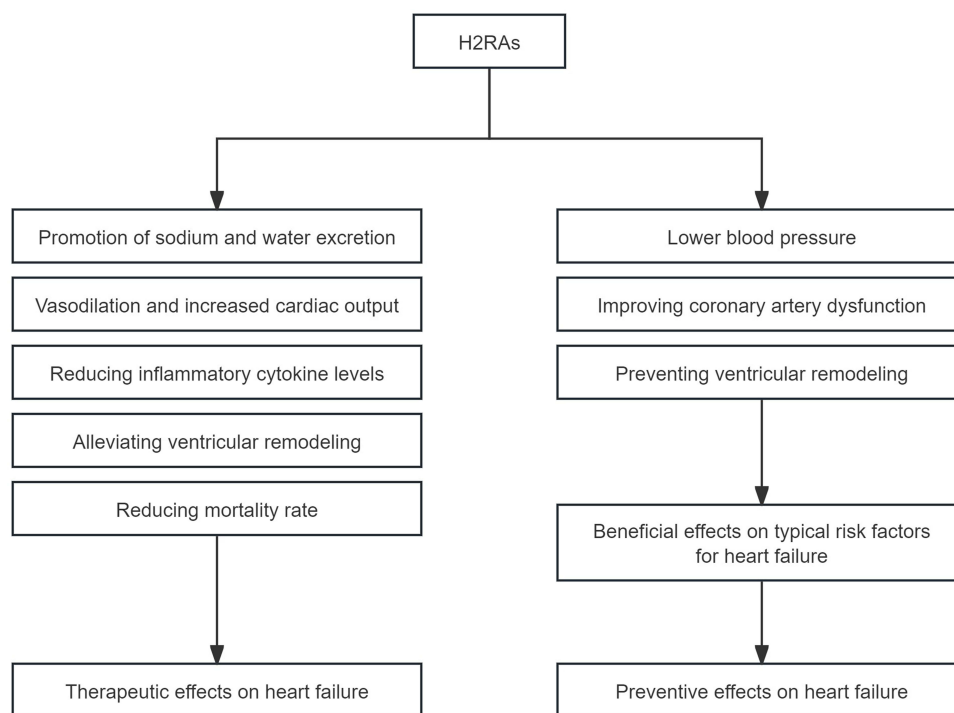 H2RAs
Promotion of sodium and water excretion
Vasodilation and increased cardiac output
Reducing inflammatory cytokine levels
Alleviating ventricular remodeling
Reducing mortality rate
Therapeutic effects on heart failure
Lower blood pressure
Improving coronary artery dysfunction
Preventing ventricular remodeling
Beneficial effects on typical risk factors
for heart failure
Preventive effects on heart failure